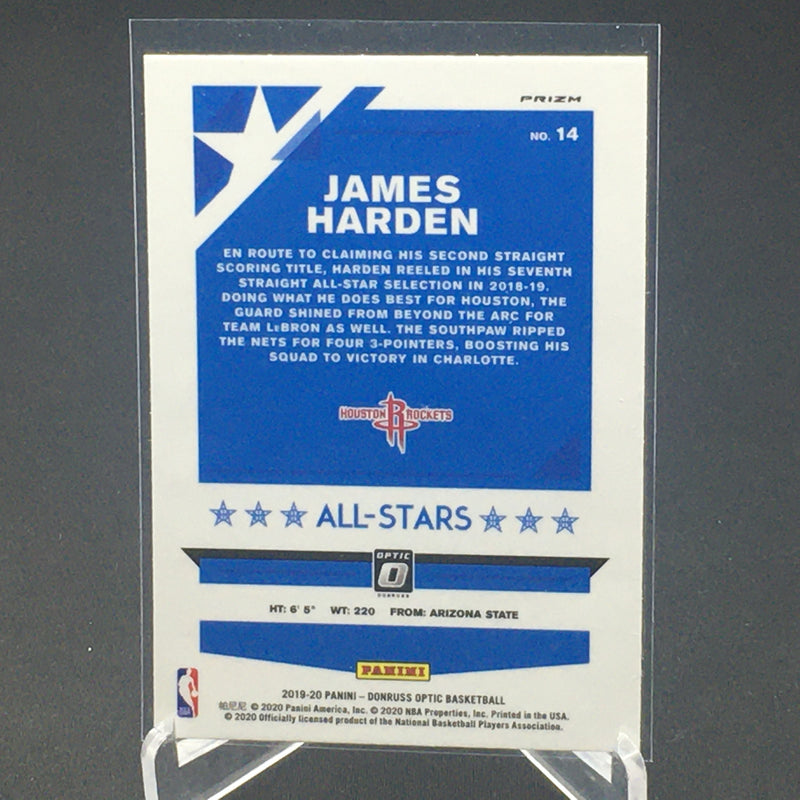 PRIZM
NO. 14
JAMES
HARDEN
EN ROUTE TO CLAIMING HIS SECOND STRAIGHT
SCORING TITLE, HARDEN REELED IN HIS SEVENTH
STRAIGHT ALL-STAR SELECTION IN 2018-19.
DOING WHAT HE DOES BEST FOR HOUSTON, THE
GUARD SHINED FROM BEYOND THE ARC FOR
TEAM LeBRON AS WELL. THE SOUTHPAW RIPPED
THE NETS FOR FOUR 3-POINTERS, BOOSTING HIS
SQUAD TO VICTORY IN CHARLOTTE.
HOUSTON R ROCKETS
ALL-STARS
OPTIC
O
DONRUSS
HT: 6' 5" WT: 220 FROM: ARIZONA STATE
PANINI
2019-20 PANINI – DONRUSS OPTIC BASKETBALL
帕尼尼 © 2020 Panini America, Inc. © 2020 NBA Properties, Inc. Printed in the USA.
© 2020 Officially licensed product of the National Basketball Players Association.
NBA